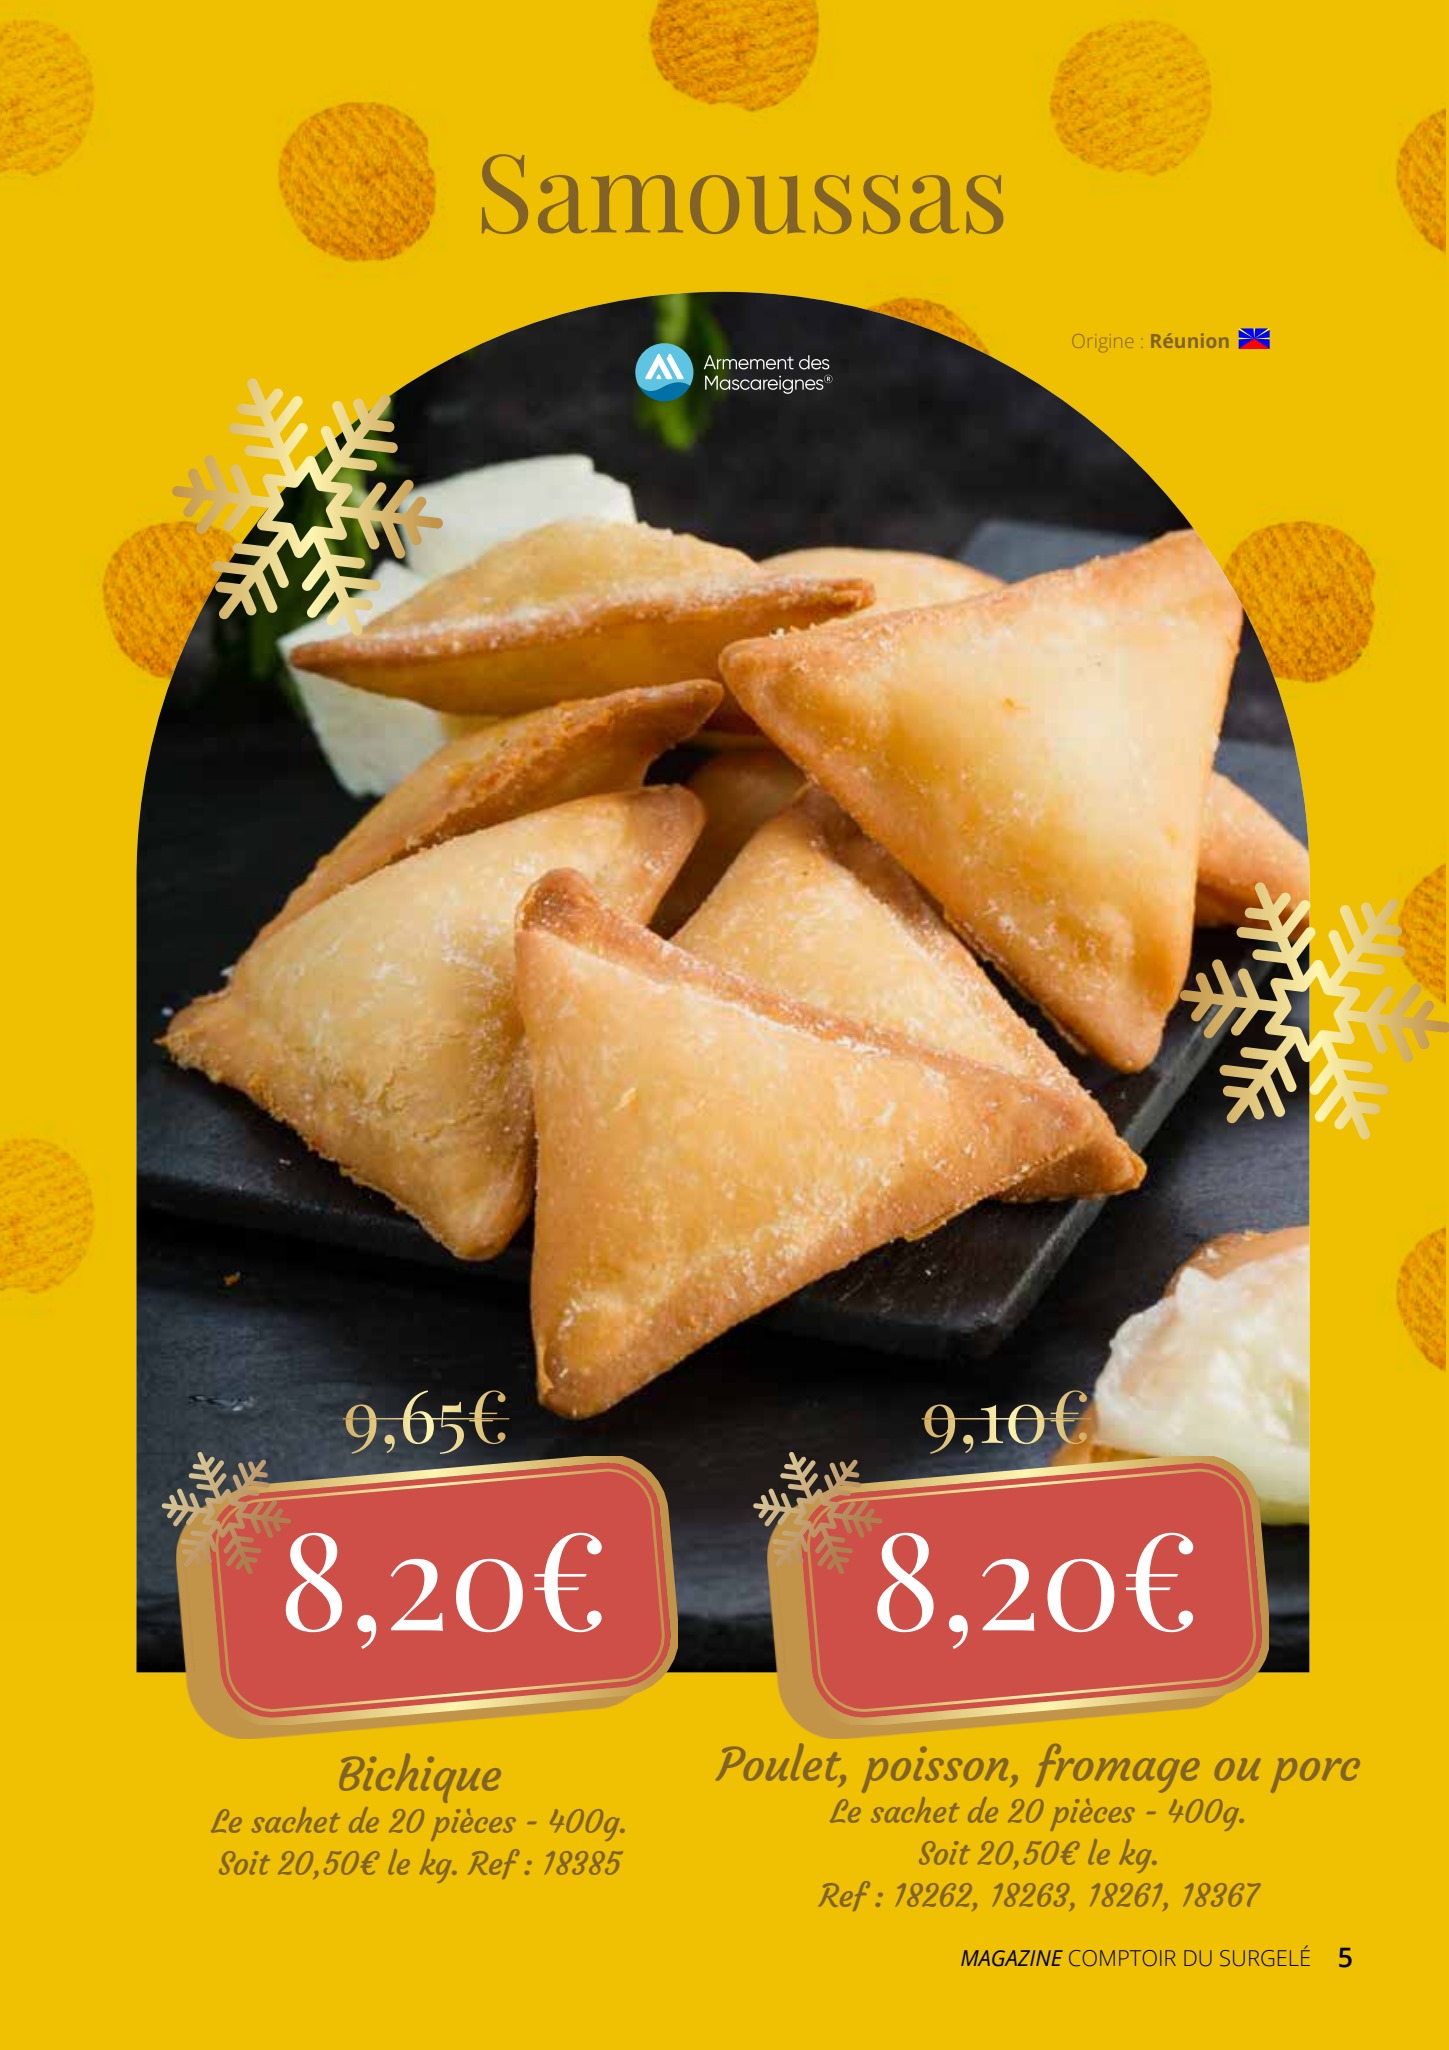 Samoussas
Origine : Réunion
Armement des
Mascareignes®
9,65€
9,10€
8,20€
8,20€
Bichique
Le sachet de 20 pièces - 400g.
Soit 20,50€ le kg. Ref : 18385
Poulet, poisson, fromage ou porc
Le sachet de 20 pièces - 400g.
Soit 20,50€ le kg.
Ref : 18262, 18263, 18261, 18367
MAGAZINE COMPTOIR DU SURGELÉ 5